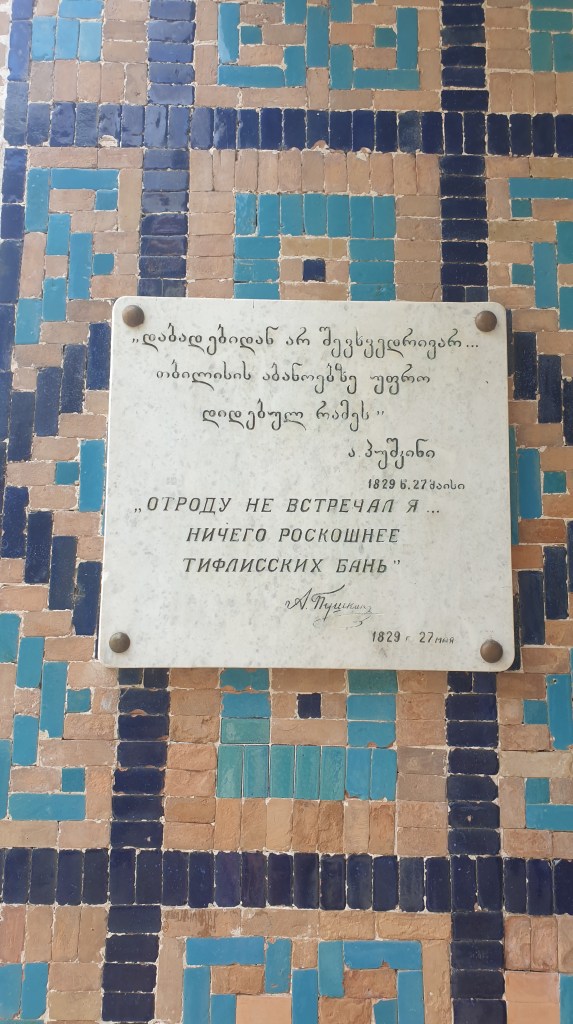 „დაბადებიდან არ შევხვედრივარ...
თბილისის აბანოებზე უფრო
დიდებულ რამეს”
ა. პუშკინი
1829 წ. 27 მაისი
„ОТРОДУ НЕ ВСТРЕЧАЛ Я...
НИЧЕГО РОСКОШНЕЕ
ТИФЛИССКИХ БАНЬ”
А. Пушкин
1829 г. 27 мая